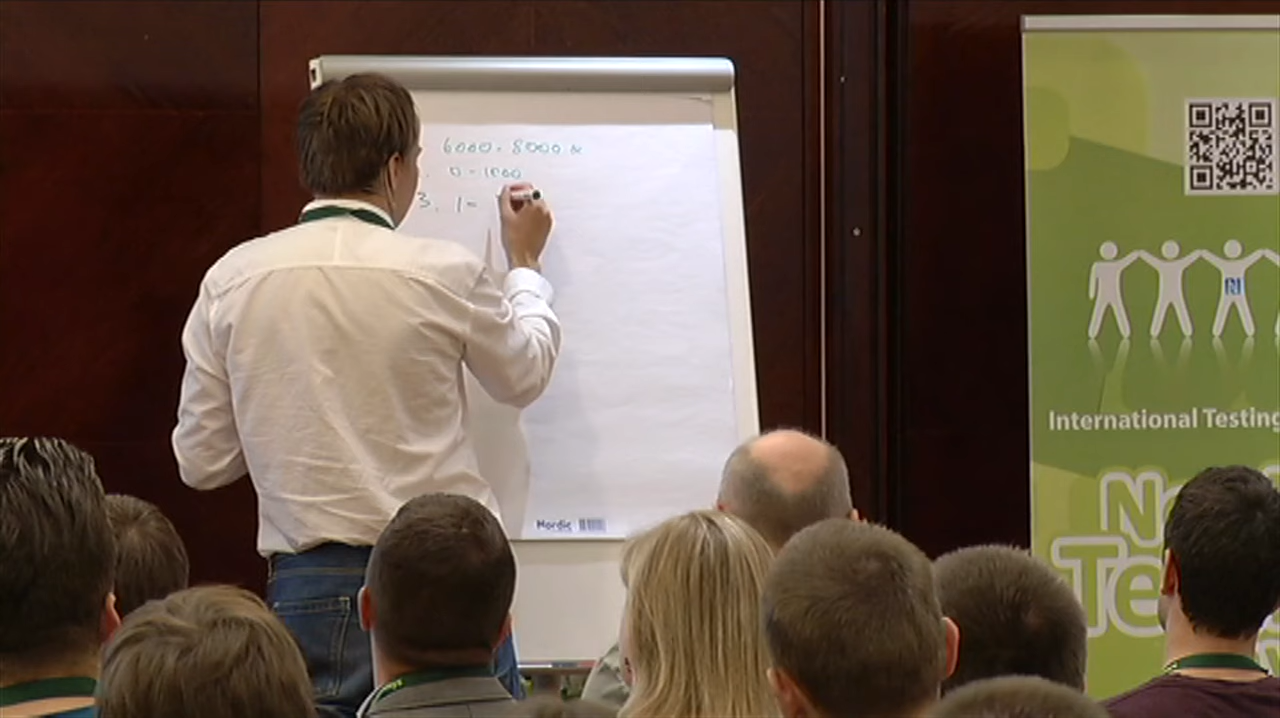 6000 - 8000
0 - 1000
3. 1 -
Nordic
International Testing